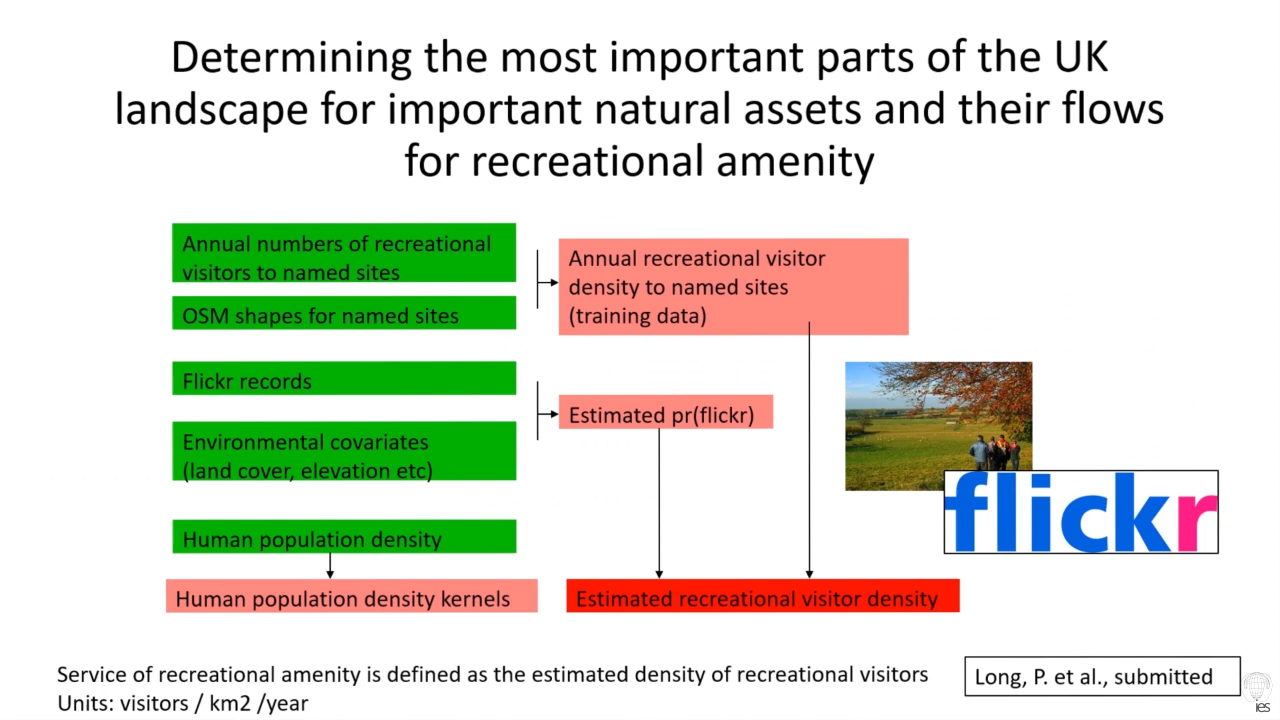 Determining the most important parts of the UK
landscape for important natural assets and their flows
for recreational amenity
Annual numbers of recreational
visitors to named sites
OSM shapes for named sites
Annual recreational visitor
density to named sites
(training data)
Flickr records
Estimated pr(flickr)
Environmental covariates
(land cover, elevation etc)
flickr
Human population density
Human population density kernels
Estimated recreational visitor density
Service of recreational amenity is defined as the estimated density of recreational visitors
Units: visitors / km2 /year
Long, P. et al., submitted
ies